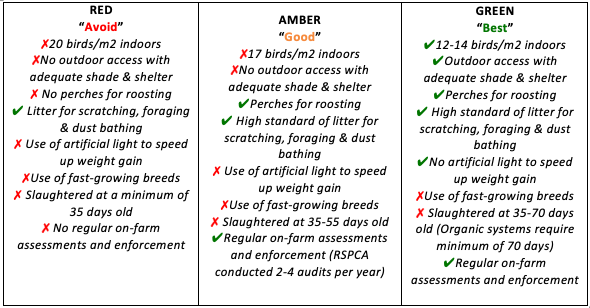 RED
“Avoid”
✗20 birds/m2 indoors
✗No outdoor access with
adequate shade & shelter
✗ No perches for roosting
✔ Litter for scratching, foraging
& dust bathing
✗ Use of artificial light to speed
up weight gain
✗Use of fast-growing breeds
✗ Slaughtered at a minimum of
35 days old
✗ No regular on-farm
assessments and enforcement
AMBER
“Good”
✗17 birds/m2 indoors
✗No outdoor access with
adequate shade & shelter
✔Perches for roosting
✔ High standard of litter for
scratching, foraging & dust
bathing
✗ Use of artificial light to speed
up weight gain
✗Use of fast-growing breeds
✗ Slaughtered at 35-55 days old
✔Regular on-farm assessments
and enforcement (RSPCA
conducted 2-4 audits per year)
GREEN
“Best”
✔12-14 birds/m2 indoors
✔Outdoor access with
adequate shade & shelter
✔Perches for roosting
✔ High standard of litter for
scratching, foraging & dust
bathing
✔No artificial light to speed up
weight gain
✗Use of fast-growing breeds
✗ Slaughtered at 35-70 days
old (Organic systems require
minimum of 70 days)
✔Regular on-farm
assessments and enforcement